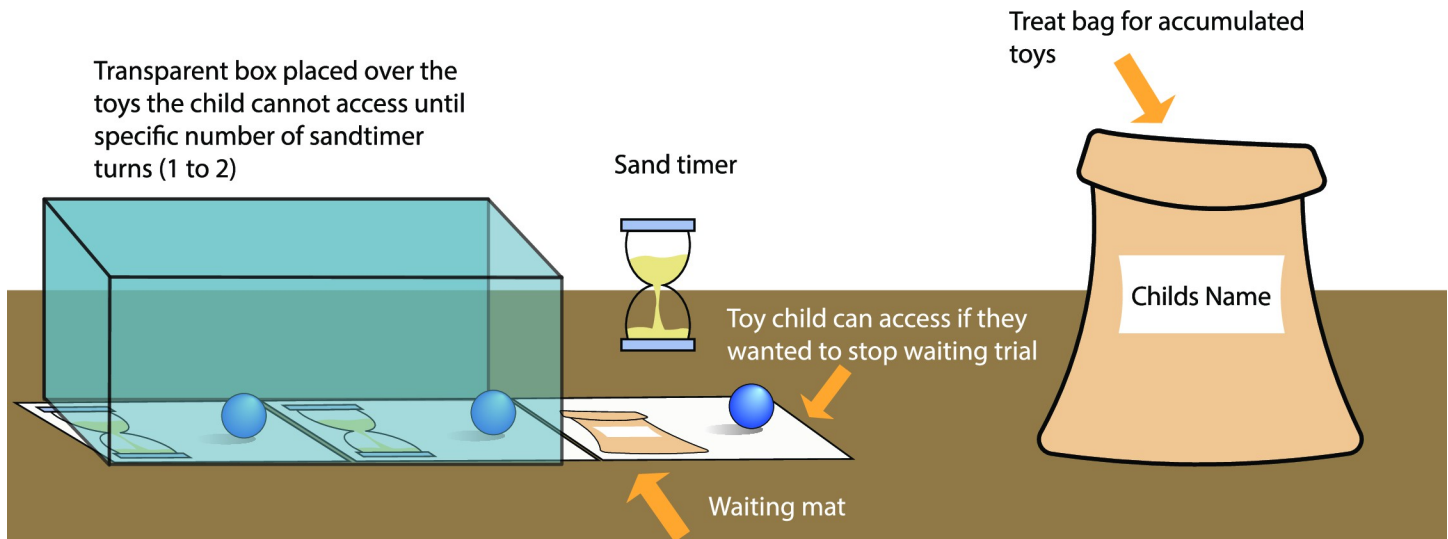 Transparent box placed over the
toys the child cannot access until
specific number of sandtimer
turns (1 to 2)
Sand timer
Treat bag for accumulated
toys
Childs Name
Toy child can access if they
wanted to stop waiting trial
Waiting mat